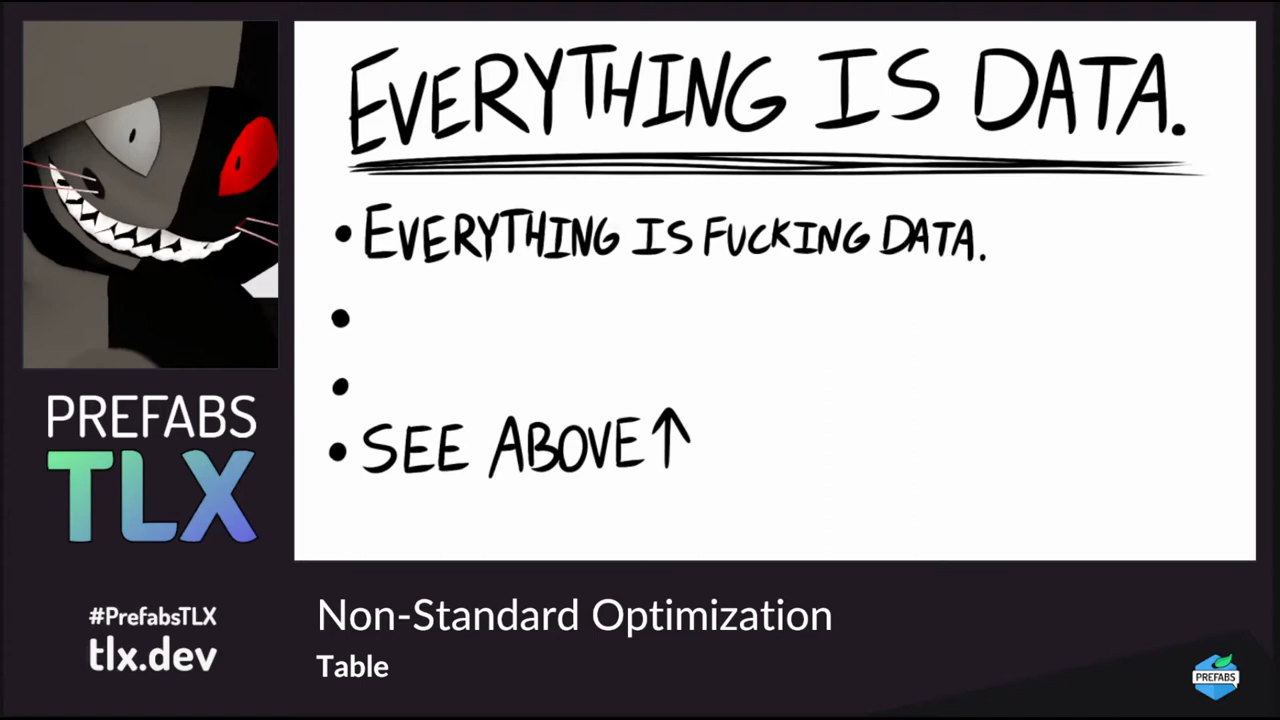 EVERYTHING IS DATA.
• EVERYTHING IS FUCKING DATA.
•
•
• SEE ABOVE ↑
PREFABS
TLX
#PrefabsTLX
tlx.dev
Non-Standard Optimization
Table
PREFABS